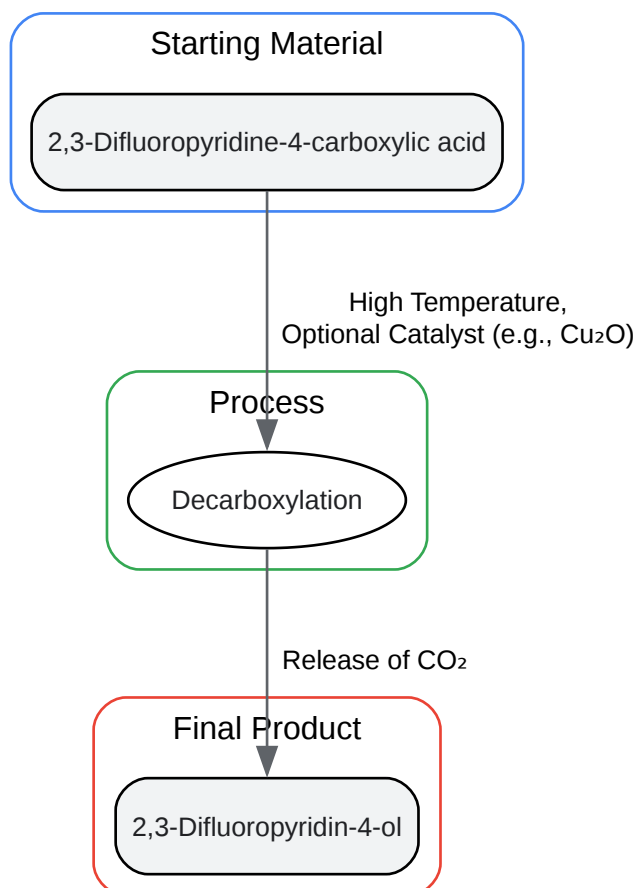 Starting Material
2,3-Difluoropyridine-4-carboxylic acid
High Temperature,
Optional Catalyst (e.g., Cu₂O)
Process
Decarboxylation
Release of CO₂
Final Product
2,3-Difluoropyridin-4-ol